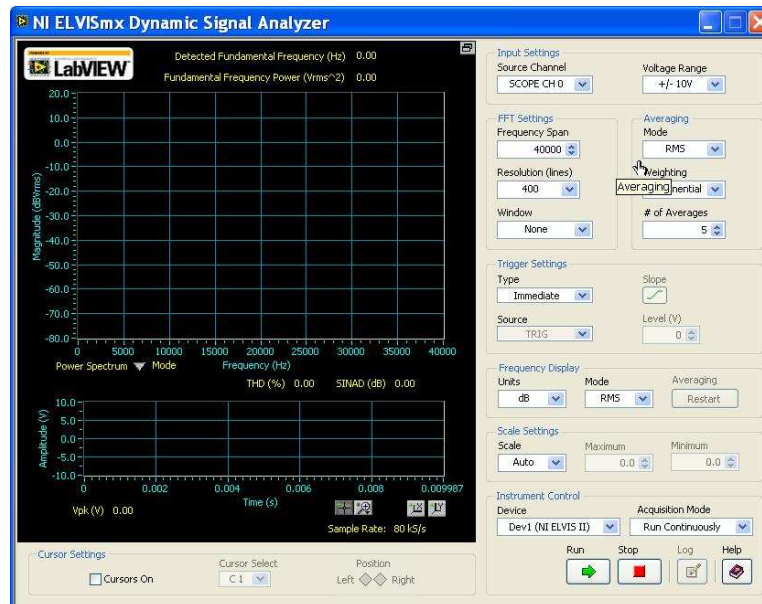 NI ELVISmx Dynamic Signal Analyzer
LabVIEW
Detected Fundamental Frequency (Hz) 0.00
Fundamental Frequency Power (Vrms^2) 0.00
20.0
10.0
0.0
-10.0
-20.0
-30.0
-40.0
-50.0
-60.0
-70.0
-80.0
Magnitude (dBVrms)
0 5000 10000 15000 20000 25000 30000 35000 40000
Power Spectrum Mode Frequency (Hz)
THD (%) 0.00 SINAD (dB) 0.00
10.0
5.0
0.0
-5.0
-10.0
Amplitude (V)
0 0.002 0.004 0.006 0.008 0.009987
Time (s)
Vpk (V) 0.00
Sample Rate: 80 kS/s
Cursor Settings
Cursors On
Cursor Select
C 1
Position
Left Right
Input Settings
Source Channel
SCOPE CH 0
Voltage Range
+/- 10V
FFT Settings
Frequency Span
40000
Resolution (lines)
400
Window
None
Averaging
Mode
RMS
Weighting
Averaging
# of Averages
5
Trigger Settings
Type
Immediate
Slope
Source
TRIG
Level (V)
0
Frequency Display
Units
dB
Mode
RMS
Averaging
Restart
Scale Settings
Scale
Auto
Maximum
0.0
Minimum
0.0
Instrument Control
Device
Dev1 (NI ELVIS II)
Acquisition Mode
Run Continuously
Run Stop Log Help